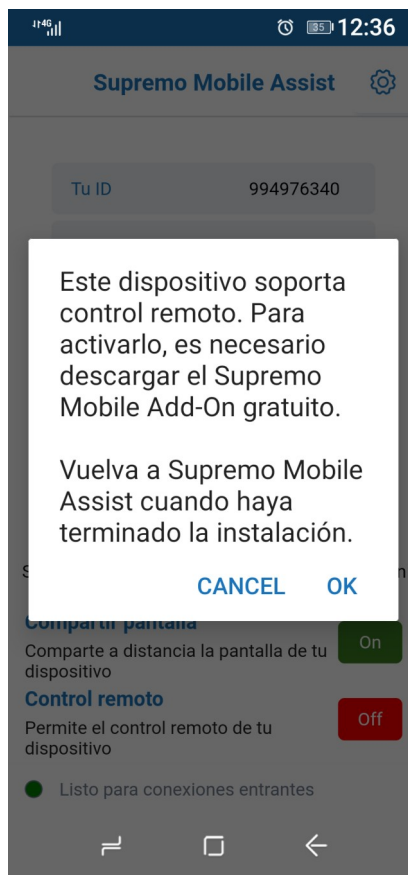 4G 35 12:36
Supremo Mobile Assist
Tu ID 994976340
Este dispositivo soporta
control remoto. Para
activarlo, es necesario
descargar el Supremo
Mobile Add-On gratuito.
Vuelva a Supremo Mobile
Assist cuando haya
terminado la instalación.
CANCEL OK
Compartir pantalla
Comparte a distancia la pantalla de tu
dispositivo
On
Control remoto
Permite el control remoto de tu
dispositivo
Off
Listo para conexiones entrantes